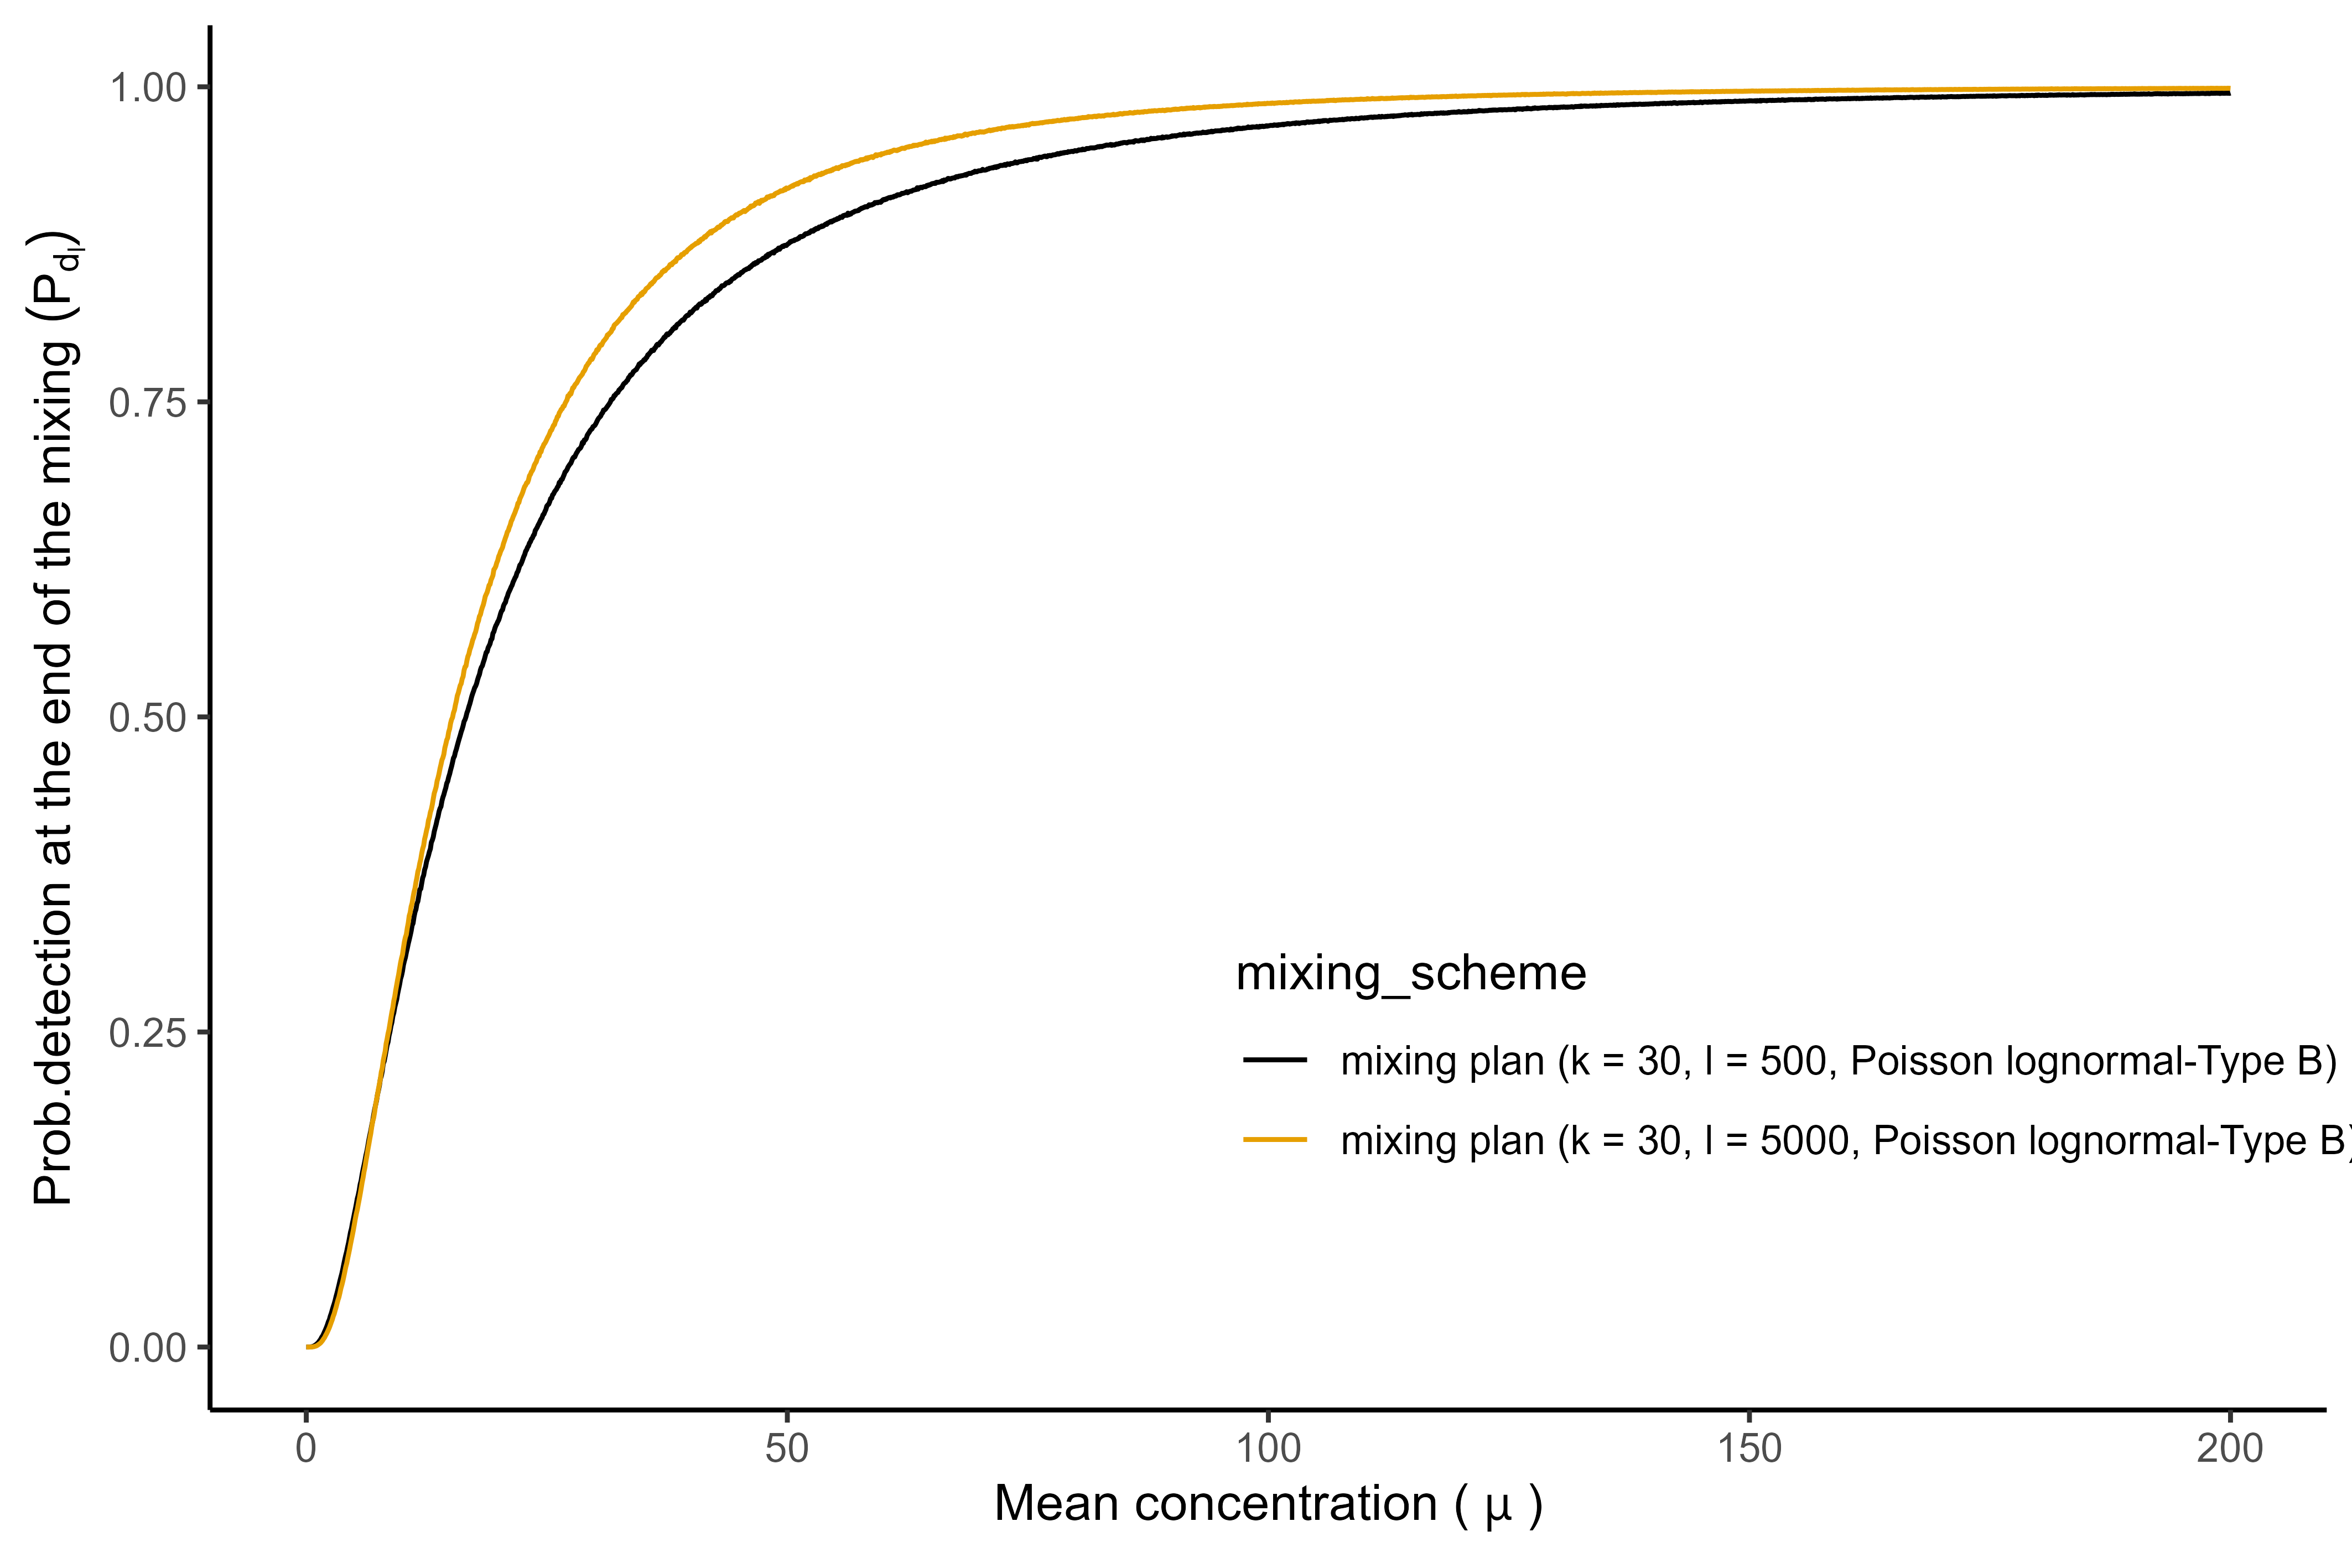 1.00
0.75
0.50
0.25
0.00
Prob.detection at the end of the mixing (Pdl)
mixing_scheme
mixing plan (k = 30, l = 500, Poisson lognormal-Type B)
mixing plan (k = 30, l = 5000, Poisson lognormal-Type B)
0 50 100 150 200
Mean concentration ( μ )